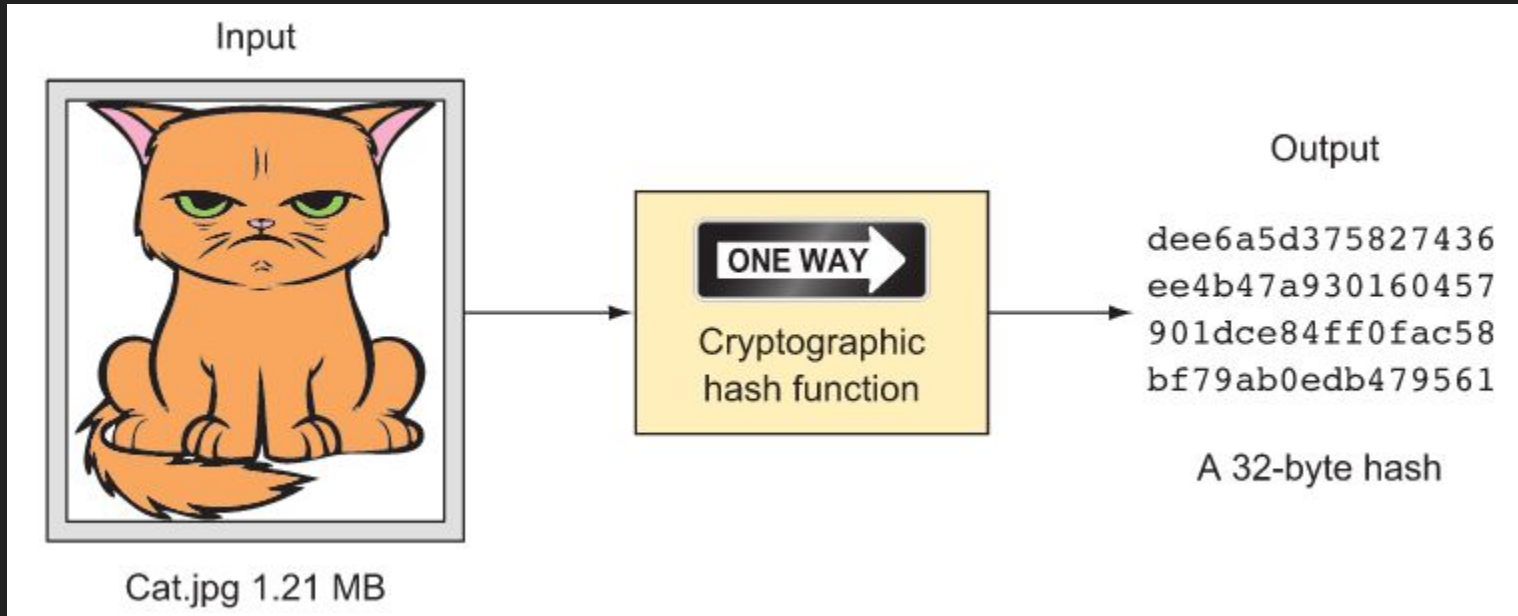 Input
Cat.jpg 1.21 MB
ONE WAY
Cryptographic
hash function
Output
dee6a5d375827436
ee4b47a930160457
901dce84ff0fac58
bf79ab0edb479561
A 32-byte hash